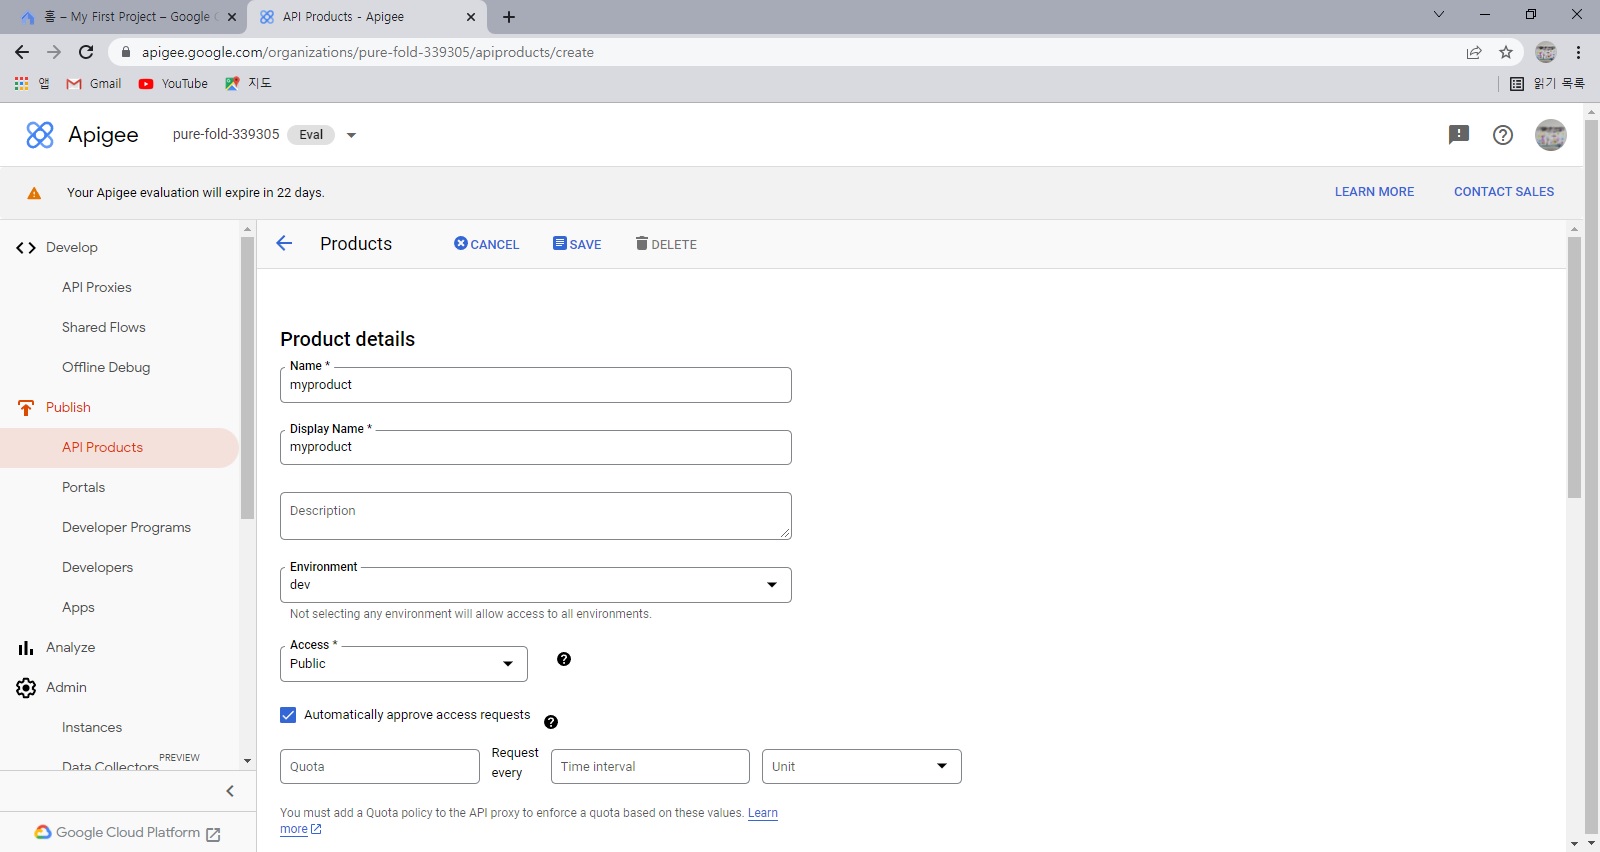 홈 – My First Project – Google C
API Products - Apigee
apigee.google.com/organizations/pure-fold-339305/apiproducts/create
앱
Gmail
YouTube
지도
읽기 목록
Apigee
pure-fold-339305
Eval
Your Apigee evaluation will expire in 22 days.
LEARN MORE
CONTACT SALES
Develop
API Proxies
Shared Flows
Offline Debug
Publish
API Products
Portals
Developer Programs
Developers
Apps
Analyze
Admin
Instances
Data Collectors PREVIEW
Google Cloud Platform
Products
CANCEL
SAVE
DELETE
Product details
Name *
myproduct
Display Name *
myproduct
Description
Environment
dev
Not selecting any environment will allow access to all environments.
Access *
Public
Automatically approve access requests
Quota
Request
every
Time interval
Unit
You must add a Quota policy to the API proxy to enforce a quota based on these values. Learn
more